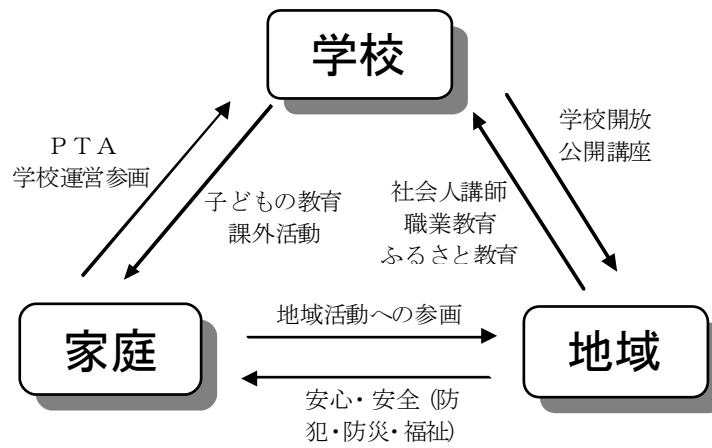 学校
ＰＴＡ
学校運営参画
学校開放
公開講座
子どもの教育
課外活動
社会人講師
職業教育
ふるさと教育
家庭
地域活動への参画
地域
安心・安全（防
犯・防災・福祉）